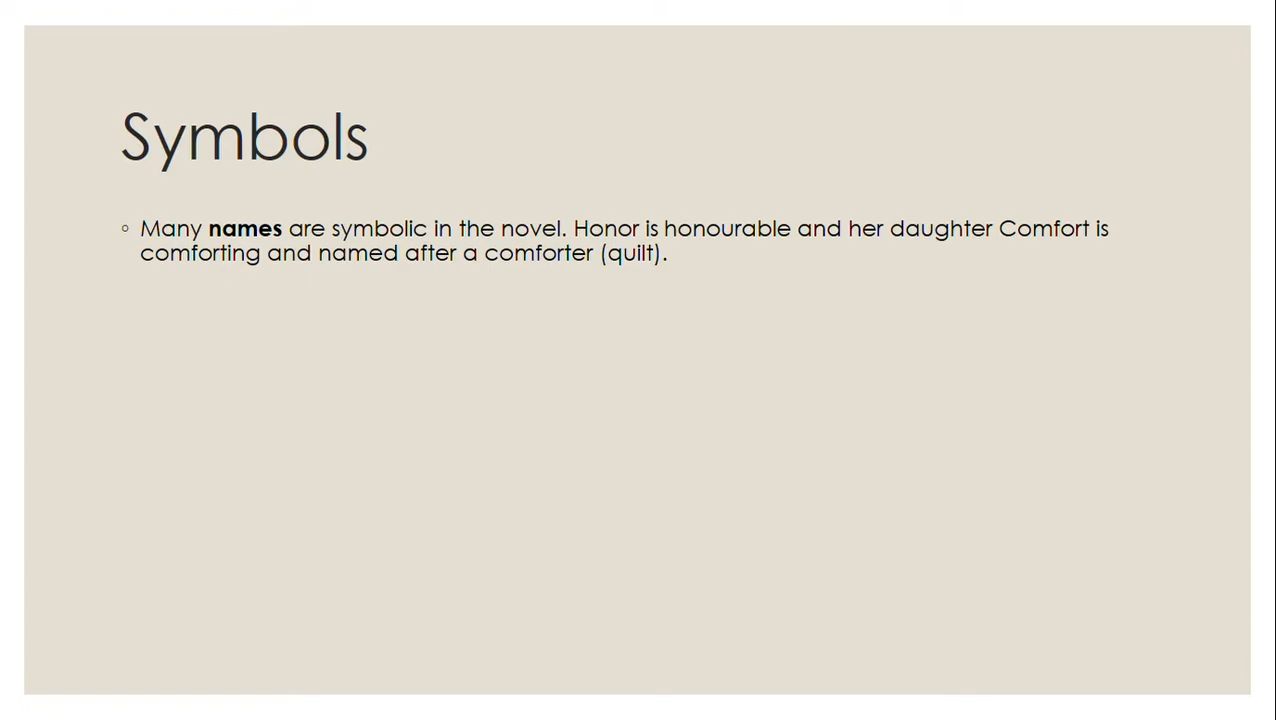 Symbols
◦ Many names are symbolic in the novel. Honor is honourable and her daughter Comfort is
comforting and named after a comforter (quilt).